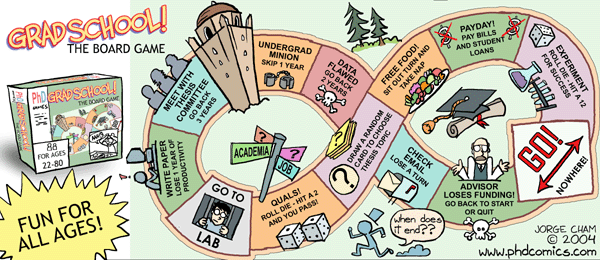 GRAD SCHOOL!
THE BOARD GAME
PhD
GRAD SCHOOL!
THE BOARD GAME
FOR AGES
22-80
FUN FOR
ALL AGES!
GO!
NOWHERE!
EXPERIMENT
ROLL DIE - HIT A 12
FOR SUCCESS
PAYDAY!
PAY BILLS
AND STUDENT
LOANS
FREE FOOD!
SIT OUT TURN AND
TAKE NAP
DRAW A RANDOM
CARD TO CHOOSE
THESIS TOPIC
?
QUALS!
ROLL DIE - HIT A 2
AND YOU PASS!
GO TO
LAB
WRITE PAPER
LOSE 1 YEAR OF
PRODUCTIVITY
MEET WITH
THESIS
COMMITTEE
GO BACK
3 YEARS
UNDERGRAD
MINION
SKIP 1 YEAR
DATA
FLAWED
GO BACK
2 YEARS
?
ACADEMIA
?
JOB
CHECK
EMAIL
LOSE A TURN
ADVISOR
LOSES FUNDING!
GO BACK TO START
OR QUIT
when does
it end??
JORGE CHAM
© 2004
www.phdcomics.com